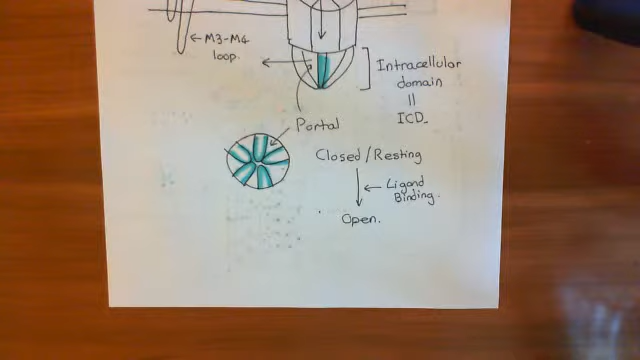 M3-M4
loop.
Intracellular
domain
=
ICD.
Portal
Closed/Resting
Ligand
Binding.
Open.